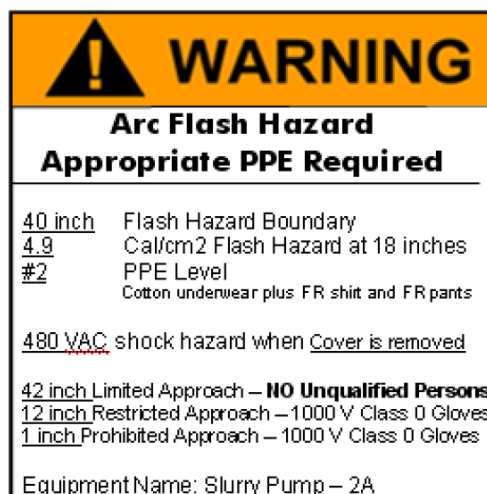 WARNING
Arc Flash Hazard
Appropriate PPE Required
40 inch Flash Hazard Boundary
4.9 Cal/cm2 Flash Hazard at 18 inches
#2 PPE Level
Cotton underwear plus FR shirt and FR pants
480 VAC shock hazard when Cover is removed
42 inch Limited Approach – NO Unqualified Persons
12 inch Restricted Approach – 1000 V Class 0 Gloves
1 inch Prohibited Approach – 1000 V Class 0 Gloves
Equipment Name: Slurry Pump – 2A